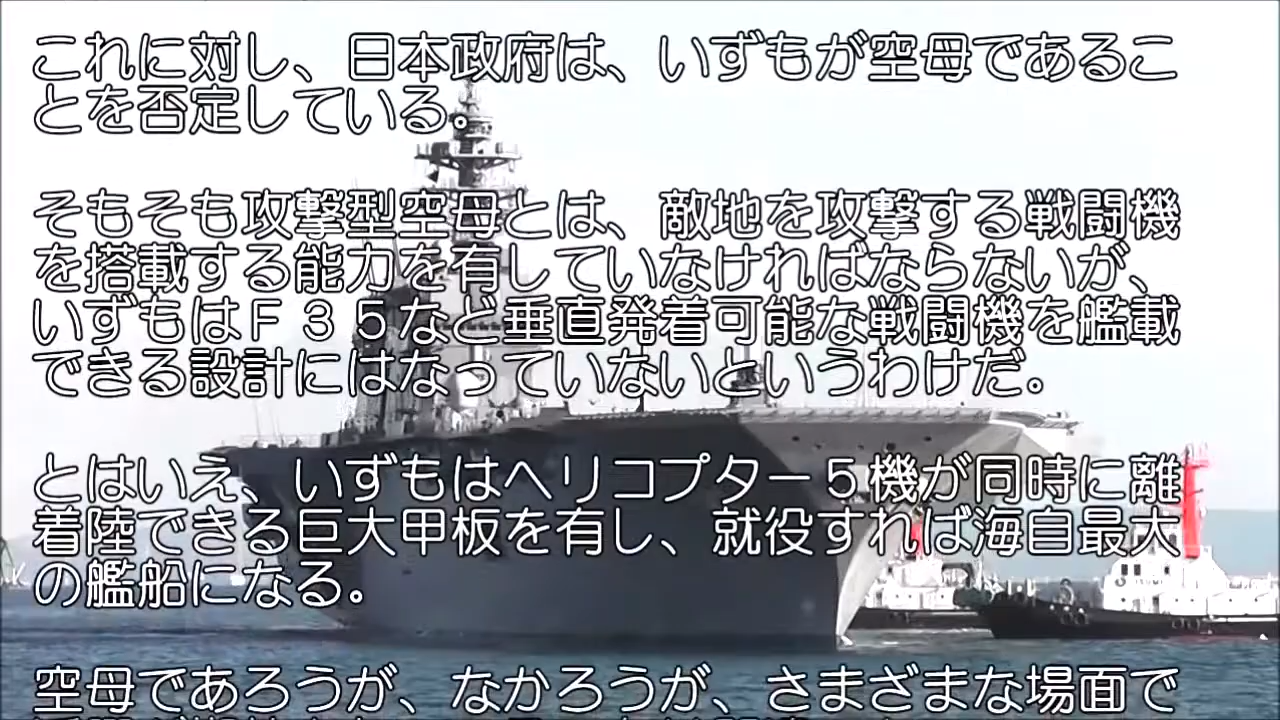 これに対し、日本政府は、いずもが空母であるこ
とを否定している。
そもそも攻撃型空母とは、敵地を攻撃する戦闘機
を搭載する能力を有していなければならないが、
いずもはＦ３５など垂直発着可能な戦闘機を艦載
できる設計にはなっていないというわけだ。
とはいえ、いずもはヘリコプター５機が同時に離
着陸できる巨大甲板を有し、就役すれば海自最大
の艦船になる。
空母であろうが、なかろうが、さまざまな場面で